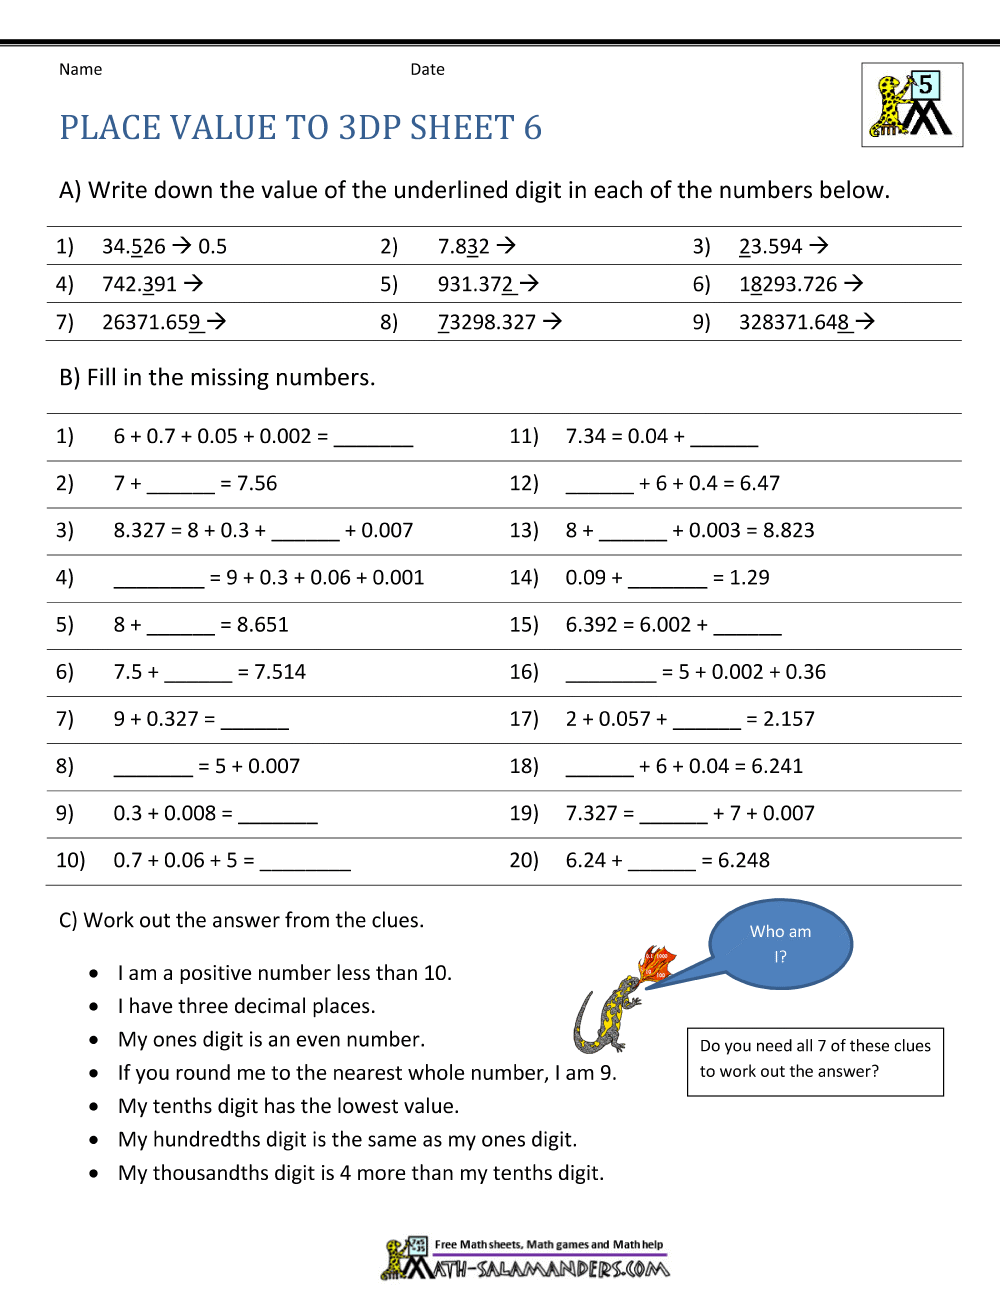 Name Date
5
PLACE VALUE TO 3DP SHEET 6
A) Write down the value of the underlined digit in each of the numbers below.
1) 34.526 → 0.5 2) 7.832 → 3) 23.594 →
4) 742.391 → 5) 931.372 → 6) 18293.726 →
7) 26371.659 → 8) 73298.327 → 9) 328371.648 →
B) Fill in the missing numbers.
1) 6 + 0.7 + 0.05 + 0.002 = _______ 11) 7.34 = 0.04 + ______
2) 7 + ______ = 7.56 12) ______ + 6 + 0.4 = 6.47
3) 8.327 = 8 + 0.3 + ______ + 0.007 13) 8 + ______ + 0.003 = 8.823
4) ________ = 9 + 0.3 + 0.06 + 0.001 14) 0.09 + _______ = 1.29
5) 8 + ______ = 8.651 15) 6.392 = 6.002 + ______
6) 7.5 + ______ = 7.514 16) ________ = 5 + 0.002 + 0.36
7) 9 + 0.327 = ______ 17) 2 + 0.057 + ______ = 2.157
8) _______ = 5 + 0.007 18) ______ + 6 + 0.04 = 6.241
9) 0.3 + 0.008 = _______ 19) 7.327 = ______ + 7 + 0.007
10) 0.7 + 0.06 + 5 = ________ 20) 6.24 + ______ = 6.248
C) Work out the answer from the clues.
Who am
I?
• I am a positive number less than 10.
• I have three decimal places.
• My ones digit is an even number.
• If you round me to the nearest whole number, I am 9.
• My tenths digit has the lowest value.
• My hundredths digit is the same as my ones digit.
• My thousandths digit is 4 more than my tenths digit.
Do you need all 7 of these clues
to work out the answer?
Free Math sheets, Math games and Math help
MATH-SALAMANDERS.COM